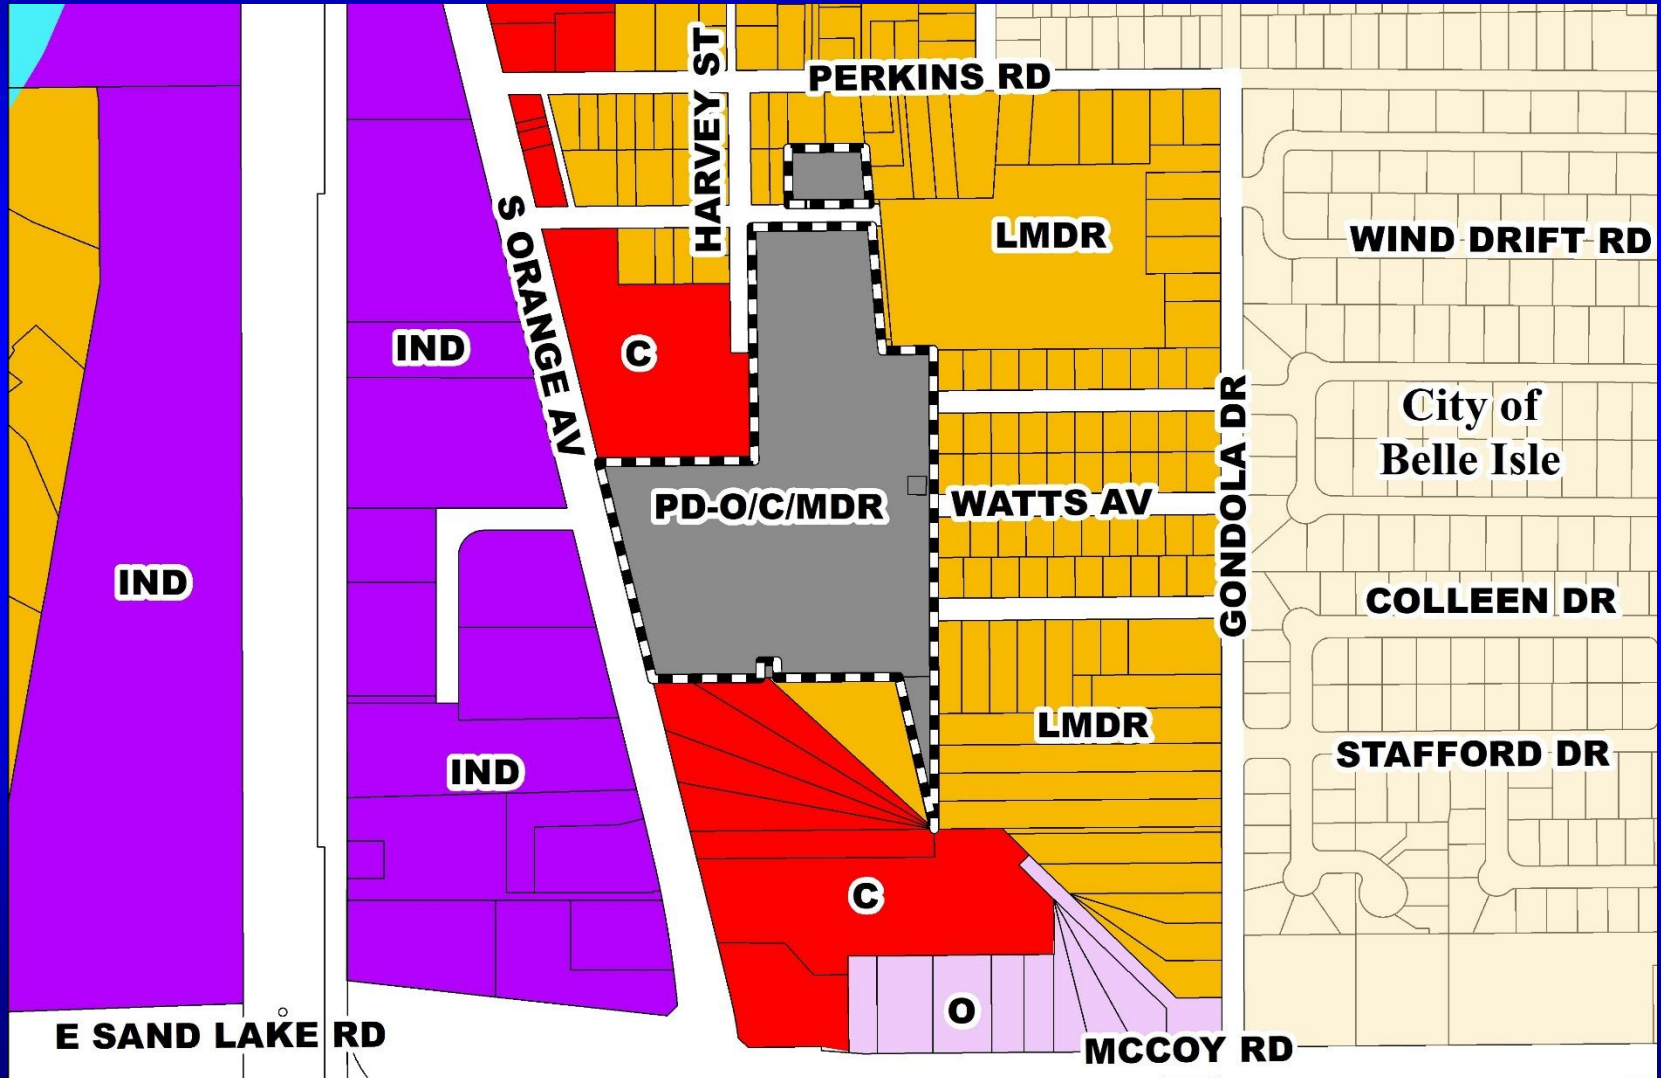 PERKINS RD
HARVEY ST
S ORANGE AV
LMDR
WIND DRIFT RD
IND
C
GONDOLA DR
City of
Belle Isle
PD-O/C/MDR
WATTS AV
IND
COLLEEN DR
LMDR
STAFFORD DR
IND
C
O
E SAND LAKE RD
MCCOY RD